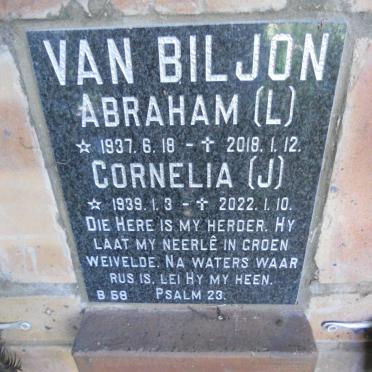 VAN BILJON
ABRAHAM (L)
☆ 1937. 6. 18 - ✝ 2018. 1. 12.
CORNELIA (J)
☆ 1939. 1. 3 - ✝ 2022. 1. 10.
DIE HERE IS MY HERDER. HY
LAAT MY NEERLÊ IN GROEN
WEIVELDE. NA WATERS WAAR
RUS IS, LEI HY MY HEEN.
B 58 PSALM 23.